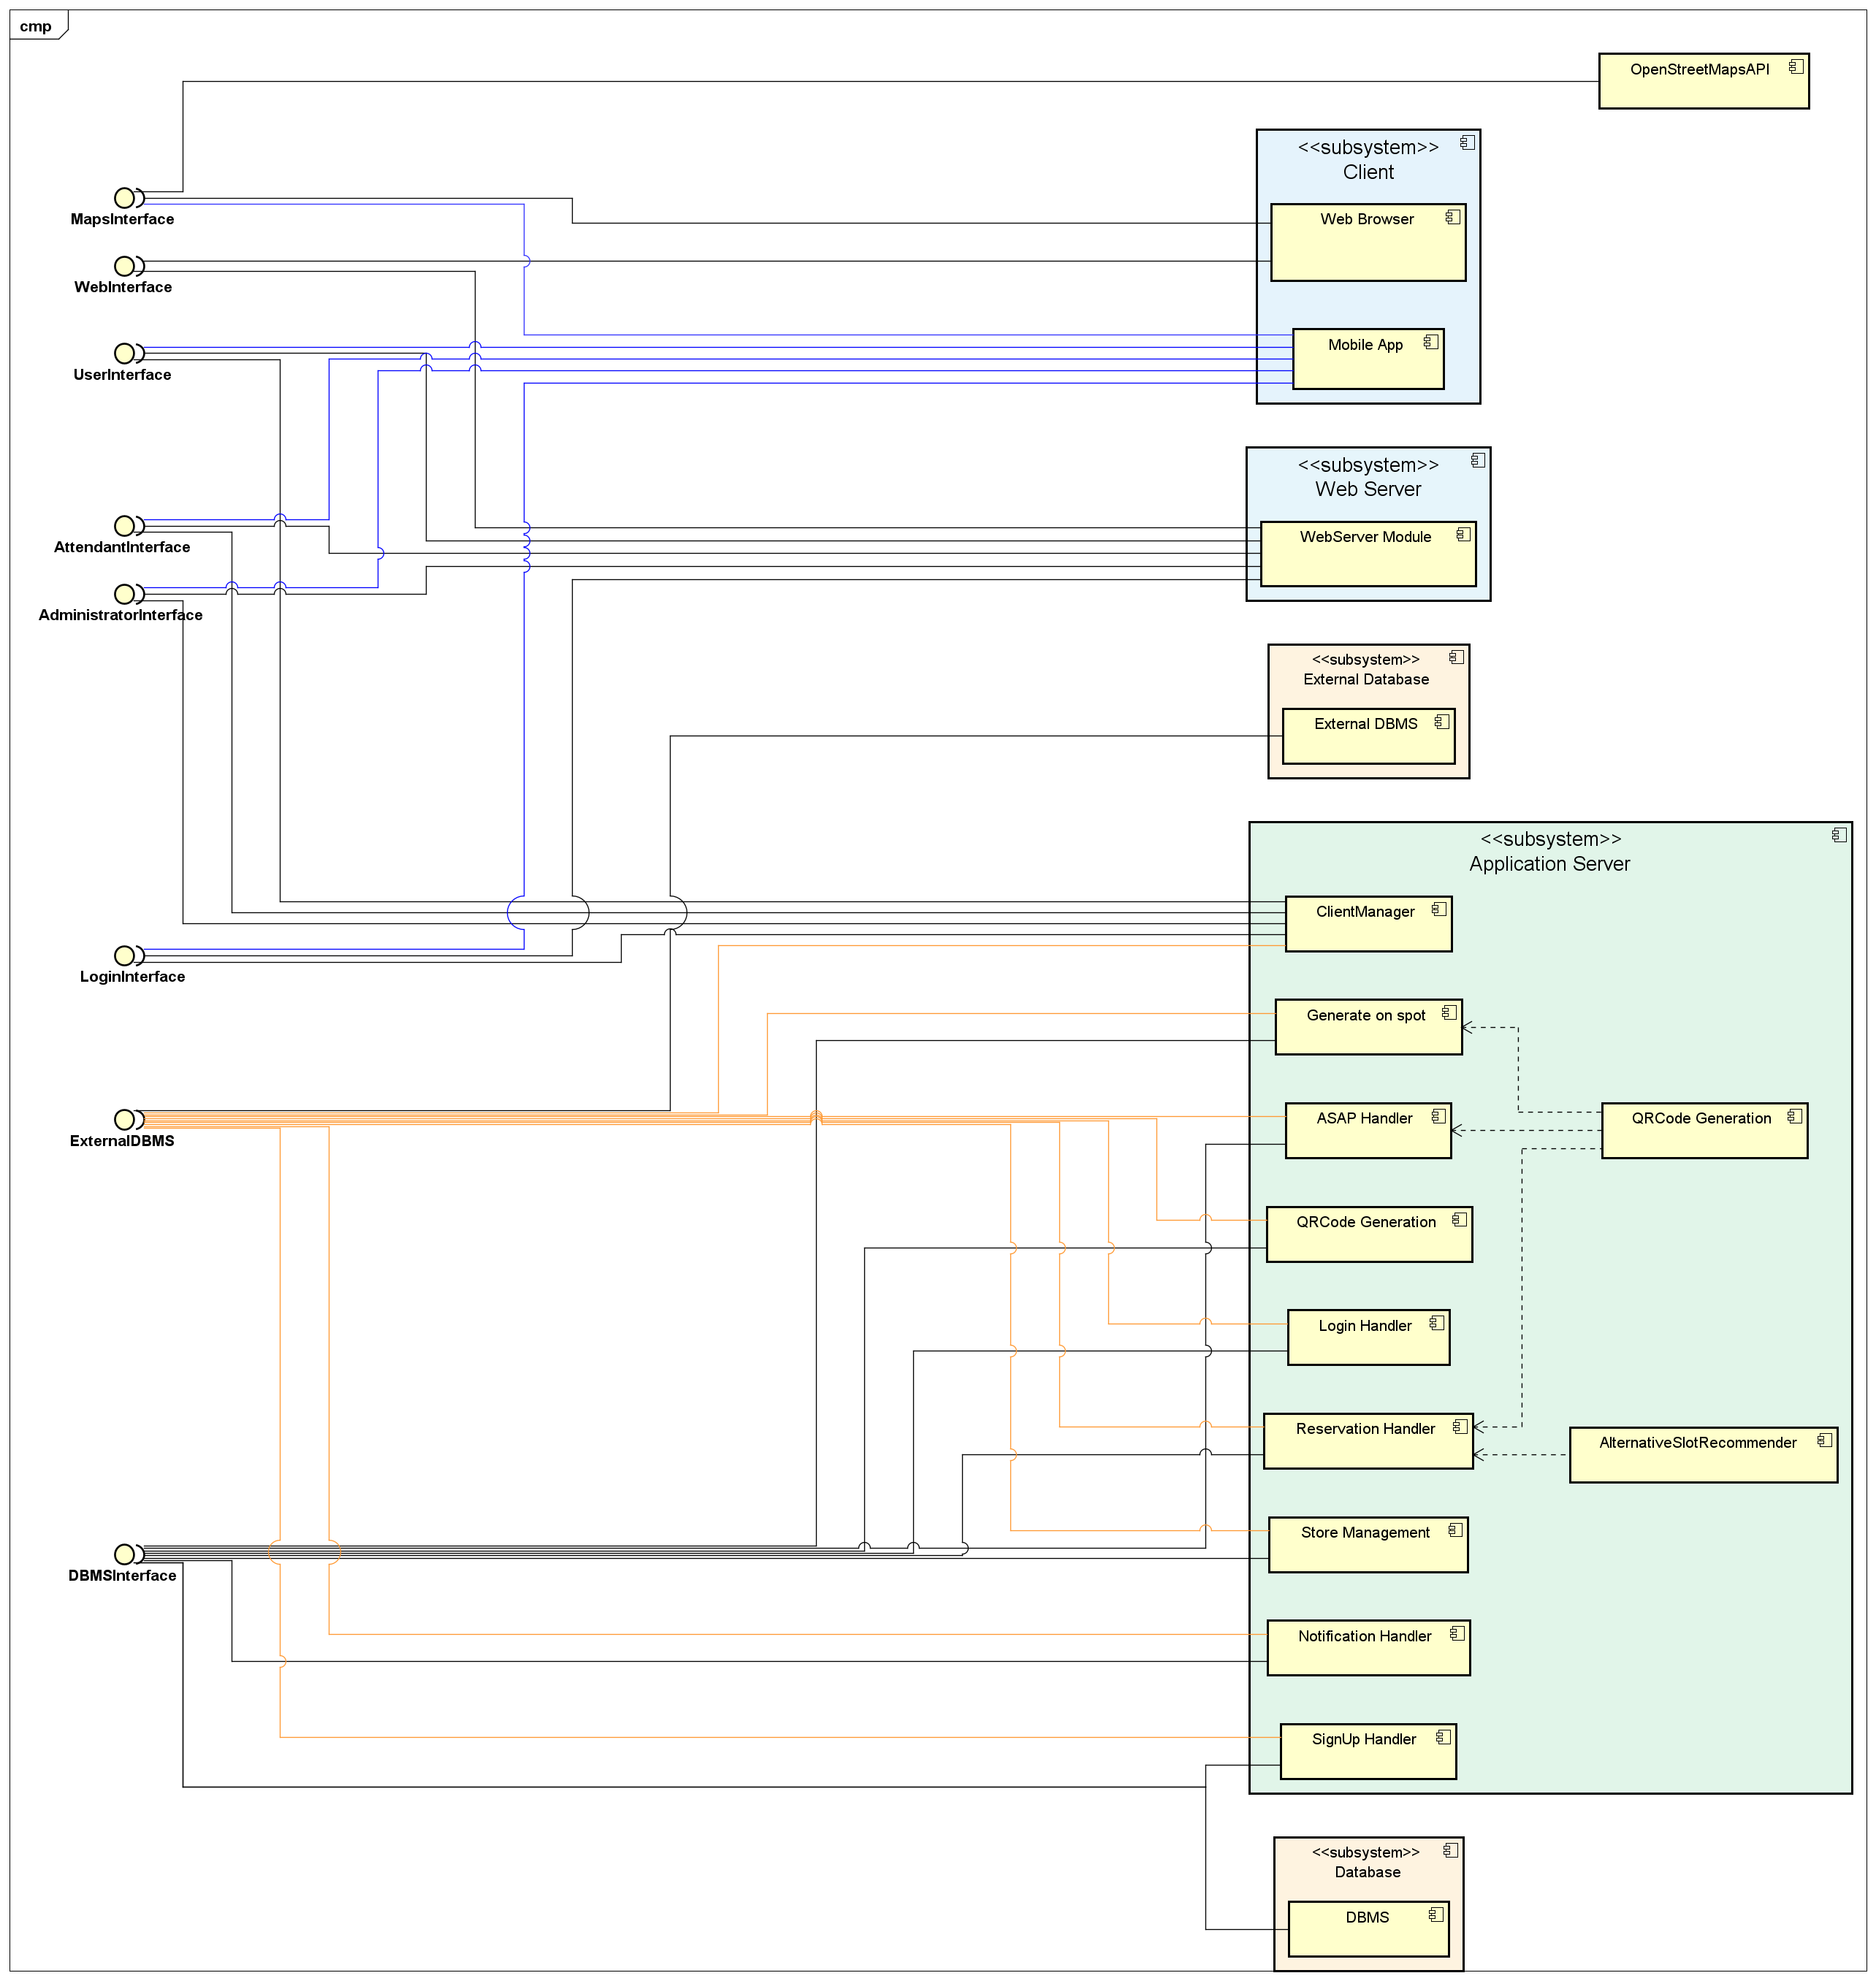 cmp
OpenStreetMapsAPI
<<subsystem>>
Client
Web Browser
MapsInterface
WebInterface
Mobile App
UserInterface
<<subsystem>>
Web Server
WebServer Module
AttendantInterface
AdministratorInterface
<<subsystem>>
External Database
External DBMS
<<subsystem>>
Application Server
ClientManager
LoginInterface
Generate on spot
ASAP Handler
QRCode Generation
ExternalDBMS
QRCode Generation
Login Handler
Reservation Handler
AlternativeSlotRecommender
Store Management
DBMSInterface
Notification Handler
SignUp Handler
<<subsystem>>
Database
DBMS